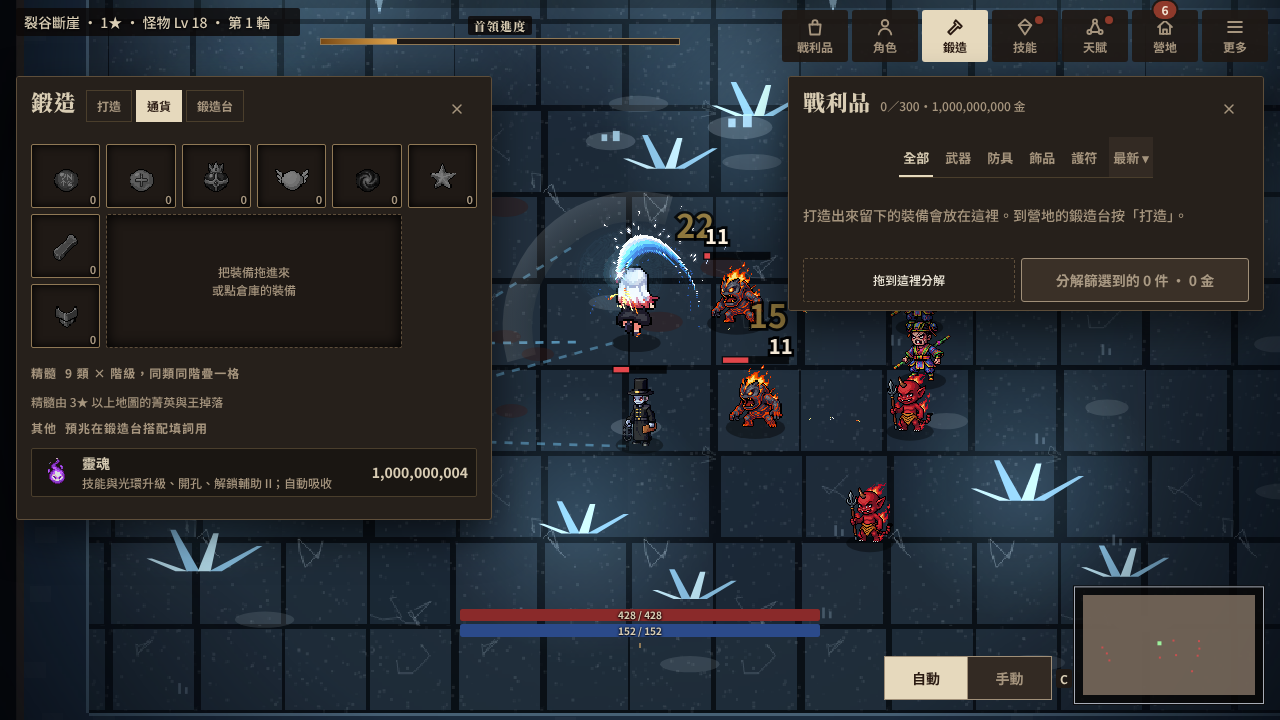 裂谷斷崖 · 1★ · 怪物 Lv 18 · 第 1 輪
首領進度
戰利品
角色
鍛造
技能
天賦
6
營地
更多
鍛造
打造
通貨
鍛造台
×
0
0
0
0
0
0
0
0
把裝備拖進來
或點倉庫的裝備
精髓 9 類 × 階級，同類同階疊一格
精髓由 3★ 以上地圖的菁英與王掉落
其他 預兆在鍛造台搭配填詞用
靈魂
技能與光環升級、開孔、解鎖輔助 II；自動吸收
1,000,000,004
戰利品 0／300 · 1,000,000,000 金
×
全部
武器
防具
飾品
護符
最新 ▾
打造出來留下的裝備會放在這裡。到營地的鍛造台按「打造」。
拖到這裡分解
分解篩選到的 0 件 · 0 金
22
11
15
11
428 / 428
152 / 152
自動
手動
C